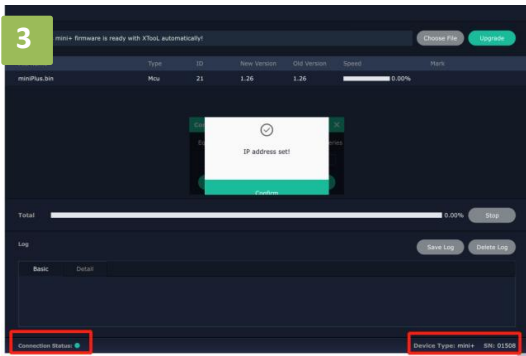 3
mini+ firmware is ready with XTooL automatically!
Choose File
Upgrade
Type ID New Version Old Version Speed Mark
miniPlus.bin Mcu 21 1.26 1.26 0.00%
IP address set!
Confirm
Total 0.00% Stop
Log
Save Log
Delete Log
Basic Detail
Connection Status:
Device Type: mini+ SN: 01508